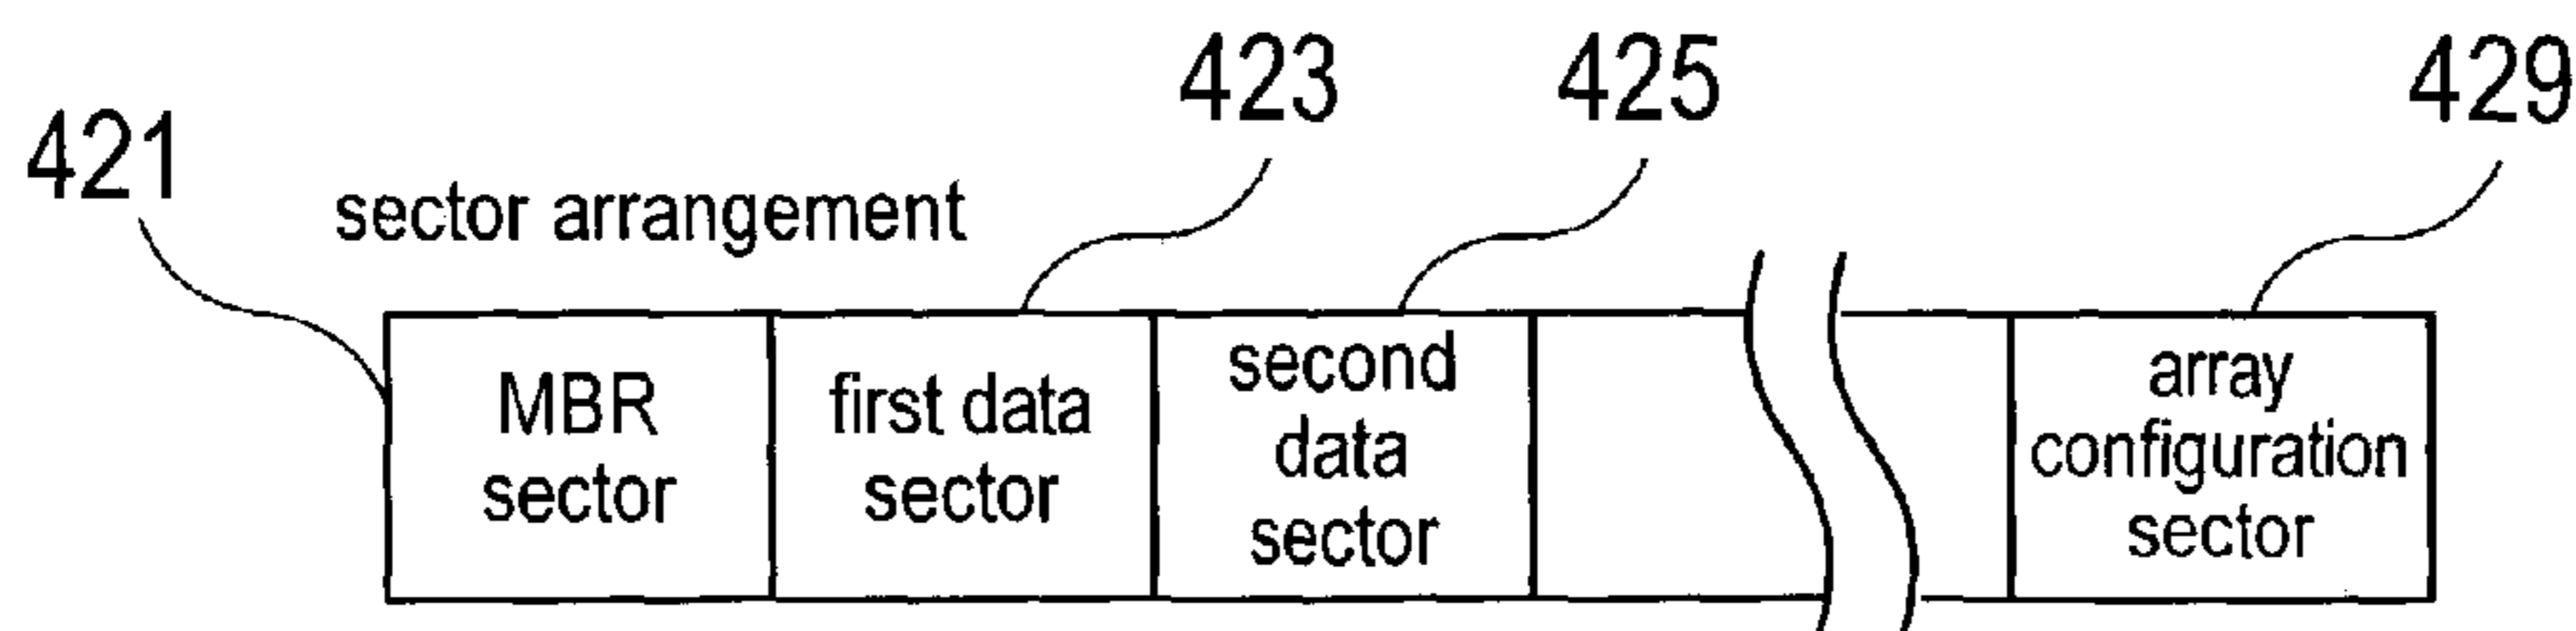 423
425
429
421
sector arrangement
MBR
sector
first data
sector
second
data
sector
array
configuration
sector